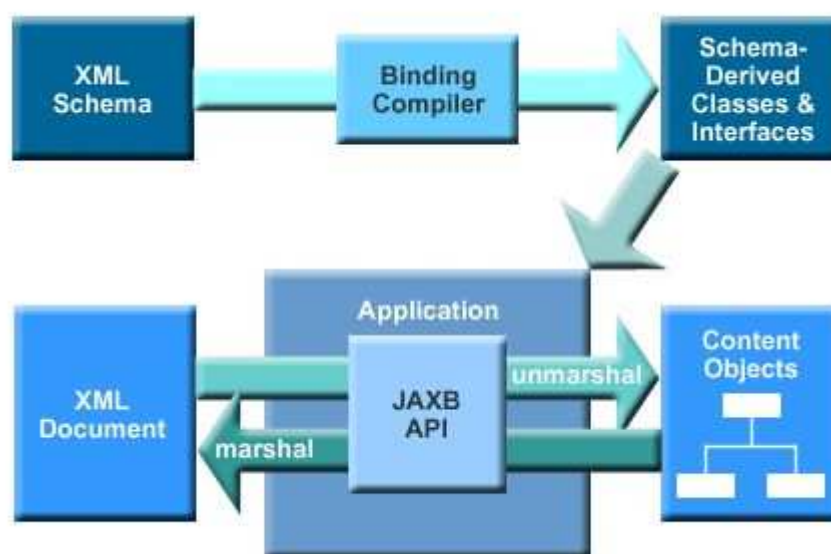 XML
Schema
Binding
Compiler
Schema-
Derived
Classes &
Interfaces
Application
XML
Document
JAXB
API
unmarshal
marshal
Content
Objects